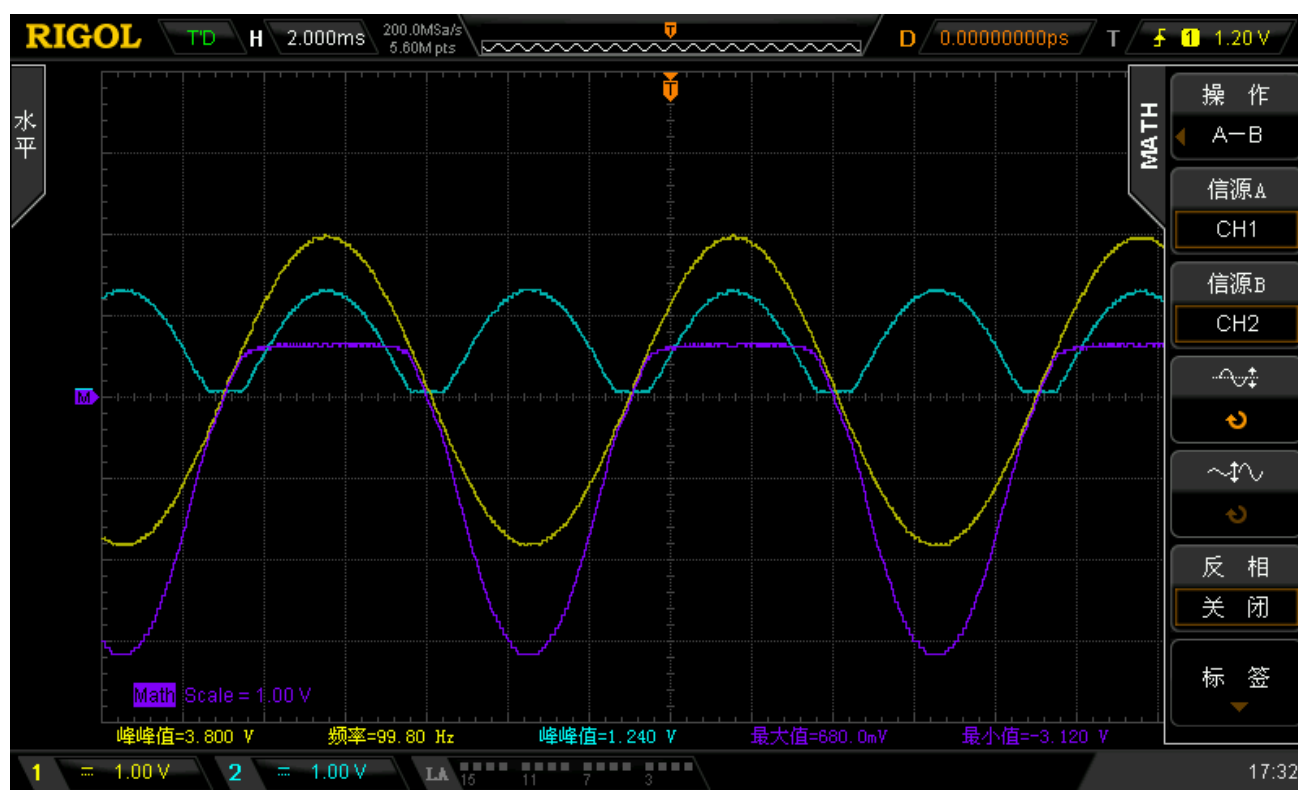 RIGOL T'D H 2.000ms 200.0MSa/s 5.60M pts T D 0.00000000ps T 1 1.20 V
水平
T
MATH
操 作
A-B
信源A
CH1
信源B
CH2
反 相
关 闭
标 签
M
Math Scale = 1.00 V
峰峰值=3.800 V 频率=99.80 Hz 峰峰值=1.240 V 最大值=680.0mV 最小值=-3.120 V
1 = 1.00 V 2 = 1.00 V LA 15 11 7 3 17:32